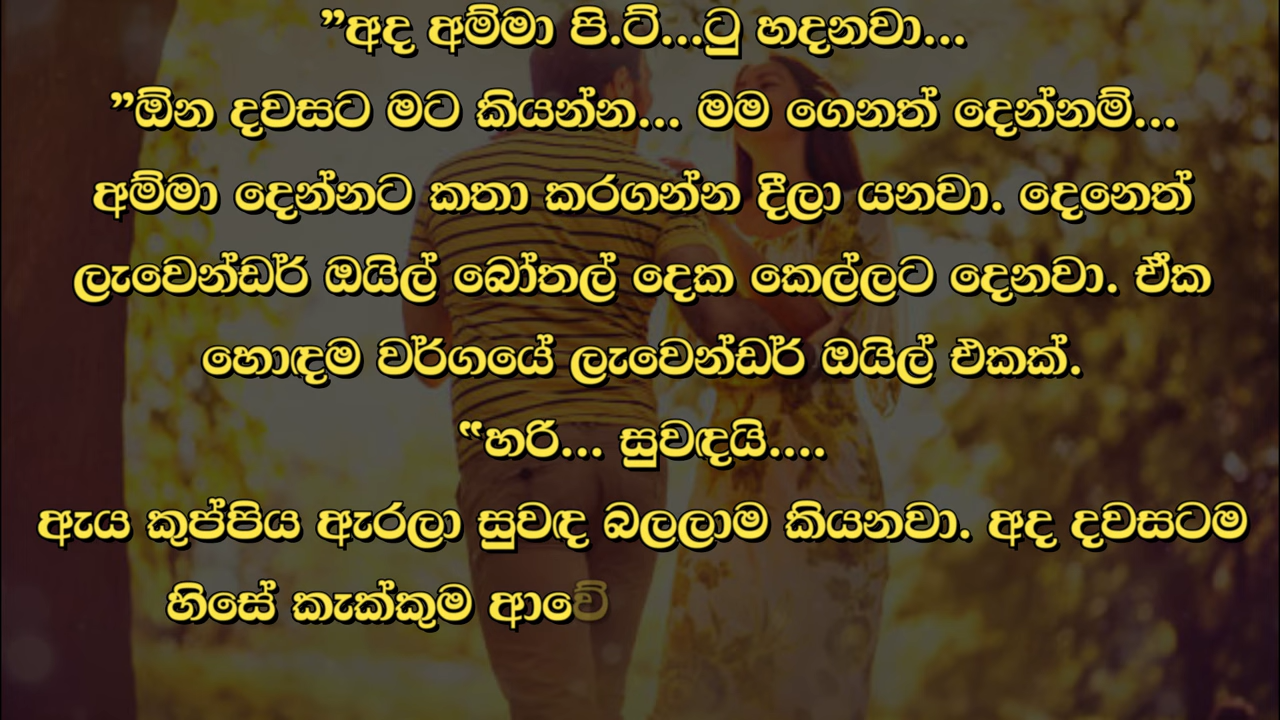 ”අද අම්මා පි.ට්...ටු හදනවා...
”ඕන දවසට මට කියන්න... මම ගෙනත් දෙන්නම්...
අම්මා දෙන්නට කතා කරගන්න දීලා යනවා. දෙනෙත්
ලැවෙන්ඩර් ඔයිල් බෝතල් දෙක කෙල්ලට දෙනවා. ඒක
හොඳම වර්ගයේ ලැවෙන්ඩර් ඔයිල් එකක්.
“හරි... සුවඳයි....
ඇය කුප්පිය ඇරලා සුවඳ බලලාම කියනවා. අද දවසටම
හිසේ කැක්කුම ආවේ